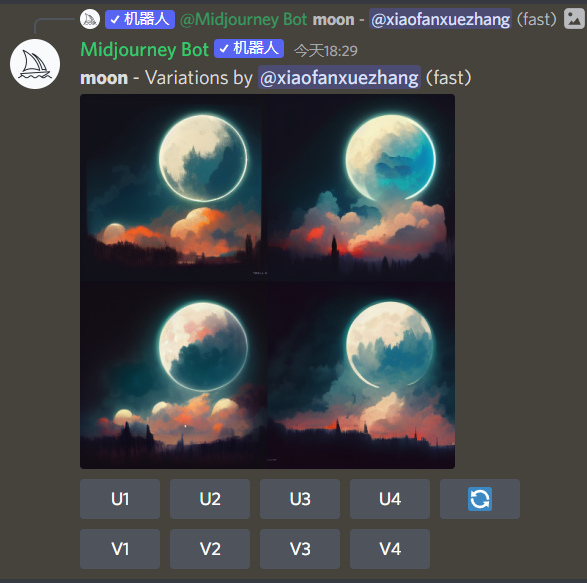 ✓ 机器人 @Midjourney Bot moon - @xiaofanxuezhang (fast)
Midjourney Bot ✓ 机器人 今天18:29
moon - Variations by @xiaofanxuezhang (fast)
U1 U2 U3 U4
V1 V2 V3 V4